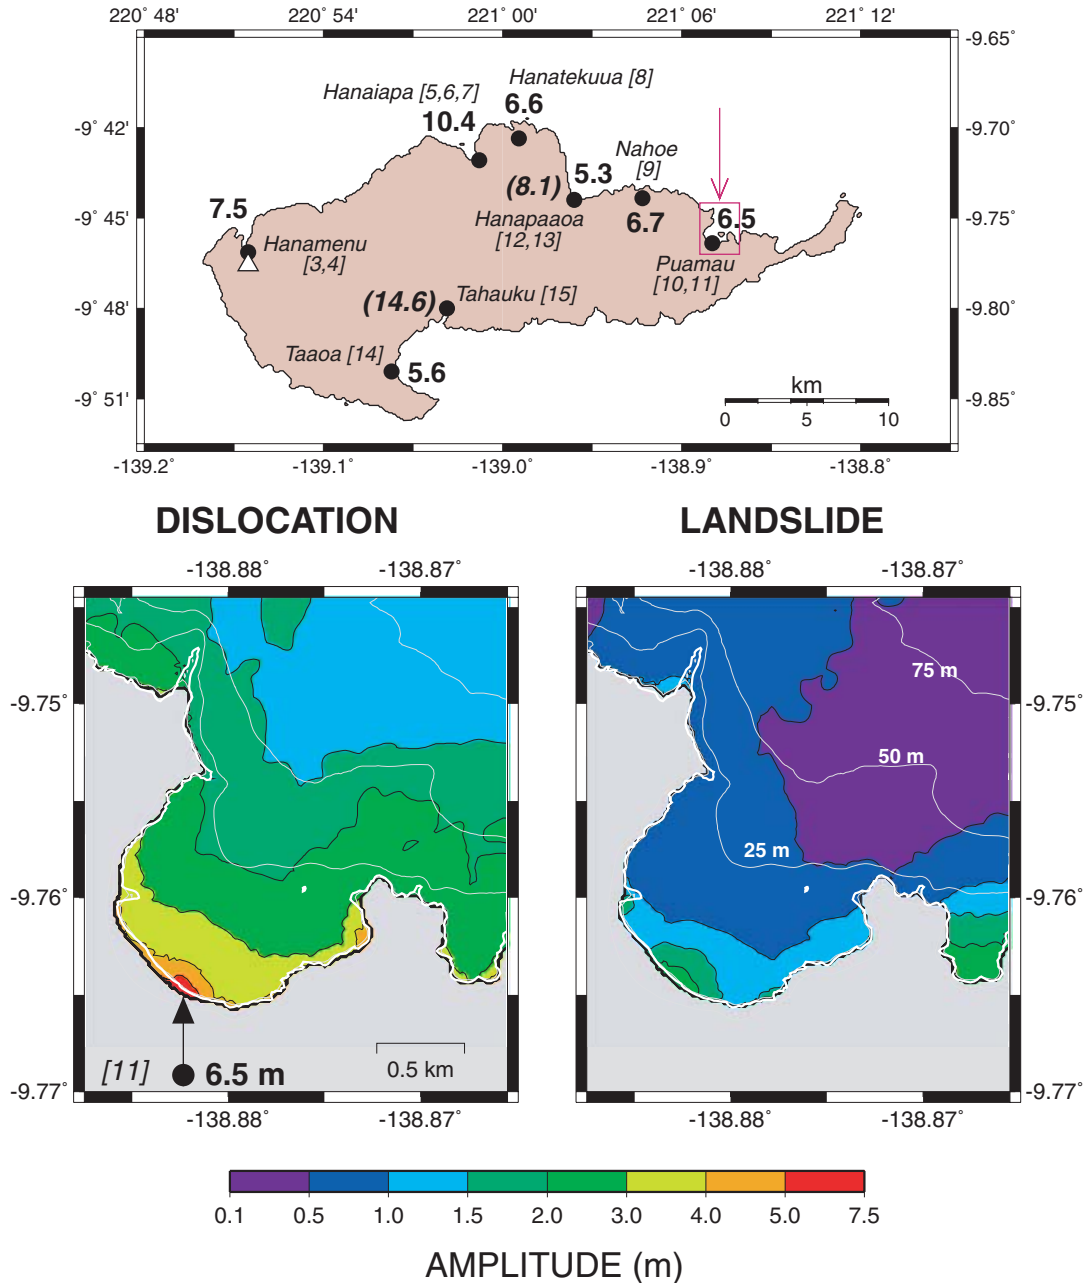 220° 48' 220° 54' 221° 00' 221° 06' 221° 12'
-9.65°
Hanatekuua [8]
Hanaiapa [5,6,7]
6.6
10.4
-9° 42' -9.70°
Nahoe
[9]
5.3
(8.1)
7.5
-9° 45' 6.7 6.5 -9.75°
Hanapaaoa
[12,13]
Hanamenu
[3,4]
Puamau
[10,11]
(14.6) Tahauku [15]
-9° 48' -9.80°
Taaoa [14] 5.6
km
-9° 51' -9.85°
0 5 10
-139.2° -139.1° -139.0° -138.9° -138.8°
DISLOCATION LANDSLIDE
-138.88° -138.87° -138.88° -138.87°
75 m
-9.75° -9.75°
50 m
25 m
-9.76° -9.76°
[11] 6.5 m 0.5 km
-9.77° -9.77°
-138.88° -138.87° -138.88° -138.87°
0.1 0.5 1.0 1.5 2.0 3.0 4.0 5.0 7.5
AMPLITUDE (m)